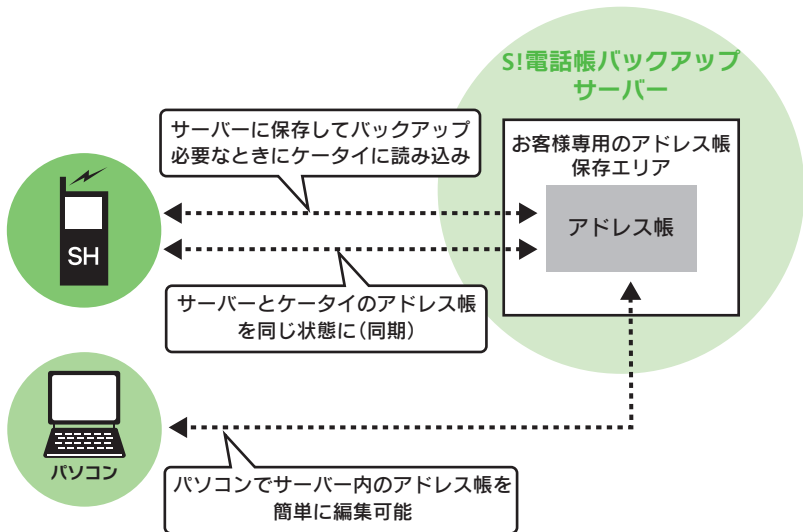 S!電話帳バックアップ
サーバー
サーバーに保存してバックアップ
必要なときにケータイに読み込み
お客様専用のアドレス帳
保存エリア
アドレス帳
SH
サーバーとケータイのアドレス帳
を同じ状態に(同期)
パソコン
パソコンでサーバー内のアドレス帳を
簡単に編集可能